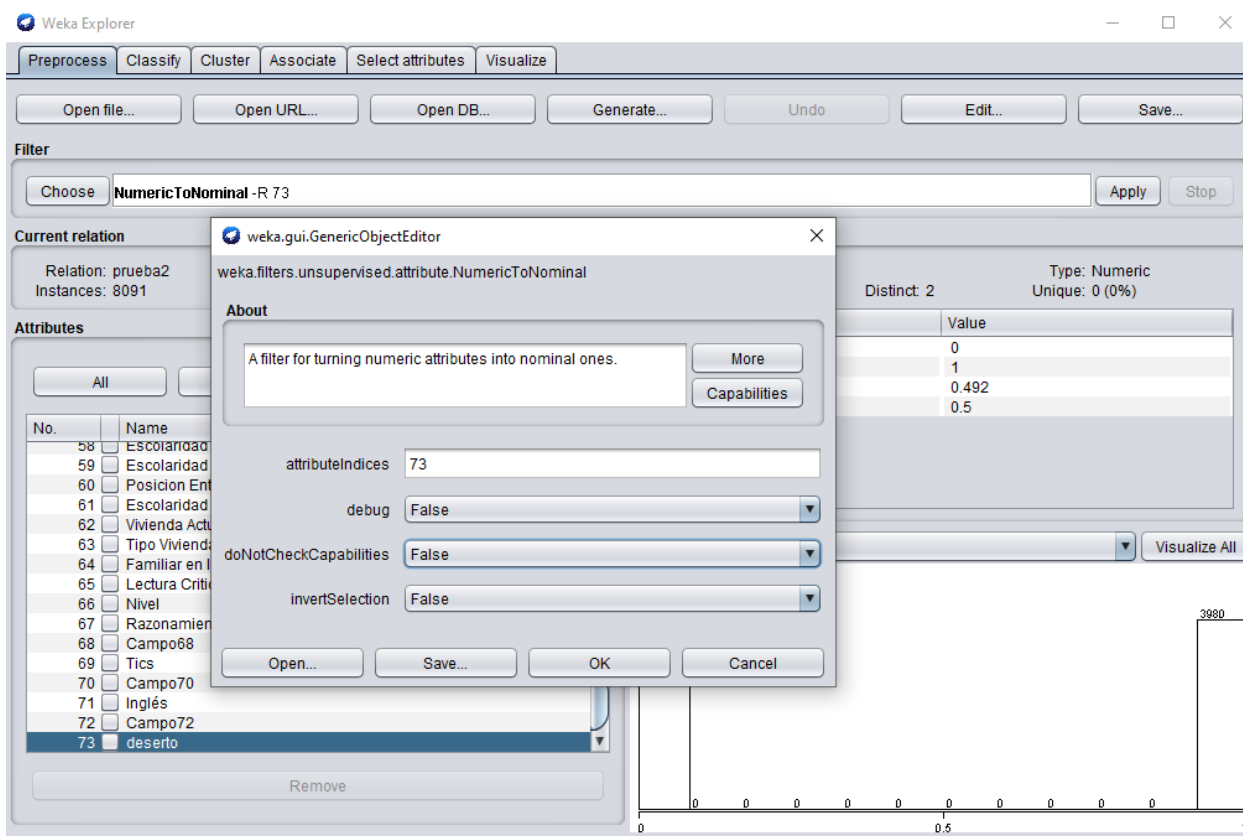 Weka Explorer
Preprocess Classify Cluster Associate Select attributes Visualize
Open file... Open URL... Open DB... Generate... Undo Edit... Save...
Filter
Choose NumericToNominal -R 73 Apply Stop
Current relation
Relation: prueba2
Instances: 8091
Type: Numeric
Distinct: 2 Unique: 0 (0%)
Attributes
All
No. Name
58 Escolaridad
59 Escolaridad
60 Posicion Ent
61 Escolaridad
62 Vivienda Actu
63 Tipo Vivienda
64 Familiar en I
65 Lectura Critic
66 Nivel
67 Razonamien
68 Campo68
69 Tics
70 Campo70
71 Inglés
72 Campo72
73 deserto
Remove
weka.gui.GenericObjectEditor
weka.filters.unsupervised.attribute.NumericToNominal
About
A filter for turning numeric attributes into nominal ones.
More
Capabilities
attributeIndices 73
debug False
doNotCheckCapabilities False
invertSelection False
Open... Save... OK Cancel
Value
0
1
0.492
0.5
Visualize All
3980
0 0 0 0 0 0 0 0 0 0
0 0.5